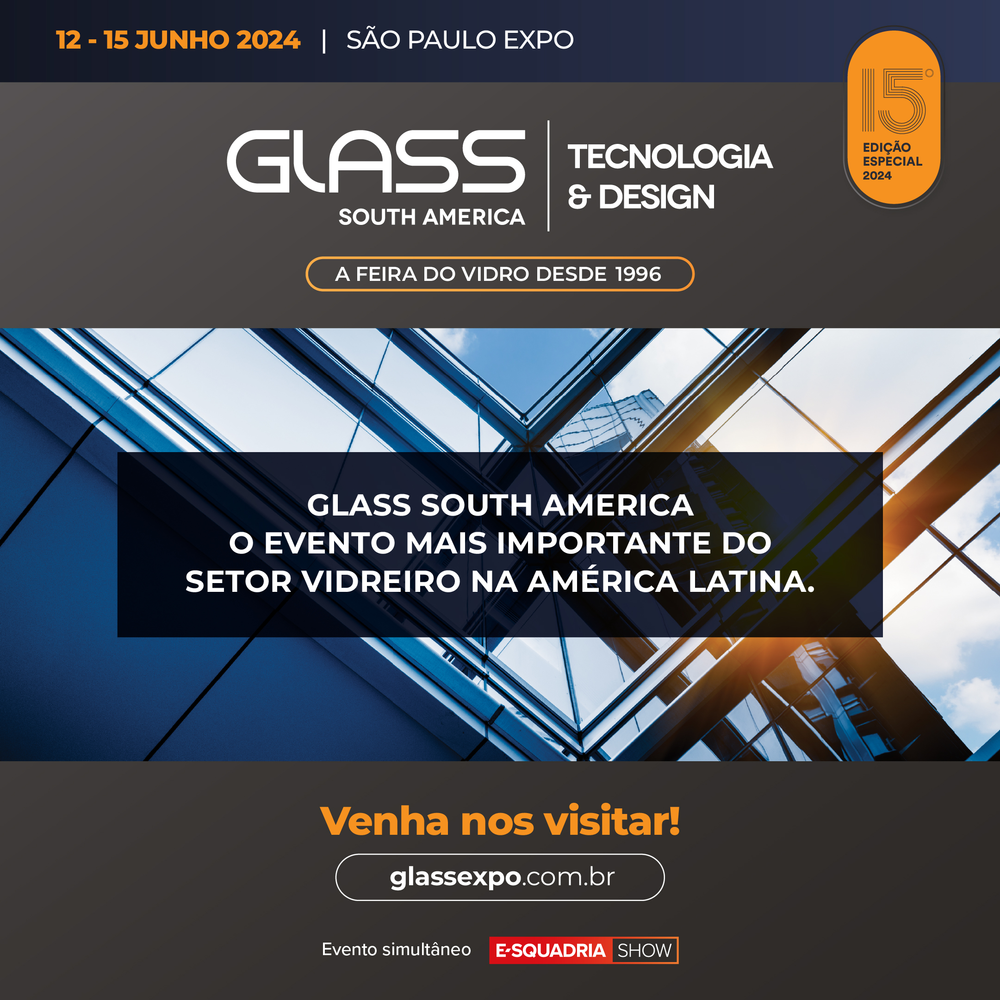 12 - 15 JUNHO 2024 | SÃO PAULO EXPO
15º
EDIÇÃO
ESPECIAL
2024
GLASS
SOUTH AMERICA
TECNOLOGIA
& DESIGN
A FEIRA DO VIDRO DESDE 1996
GLASS SOUTH AMERICA
O EVENTO MAIS IMPORTANTE DO
SETOR VIDREIRO NA AMÉRICA LATINA.
Venha nos visitar!
glassexpo.com.br
Evento simultâneo E-SQUADRIA SHOW